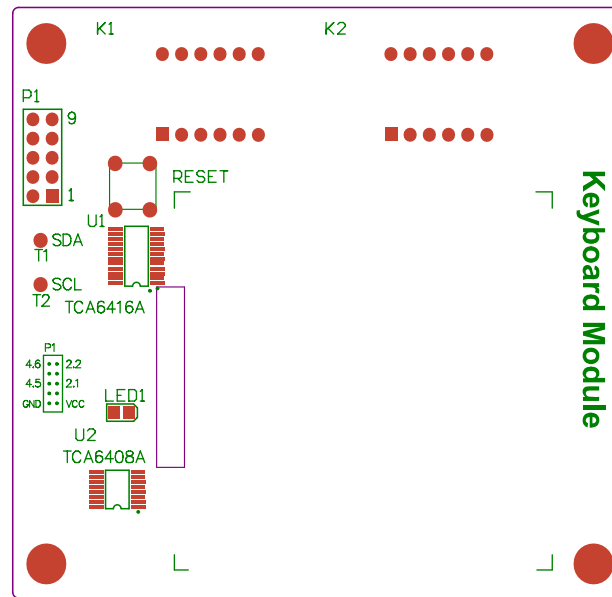 K1
K2
P1
9
1
RESET
U1
SDA
T1
SCL
T2
TCA6416A
P1
4.6 2.2
4.5 2.1
GND VCC
LED1
U2
TCA6408A
Keyboard Module